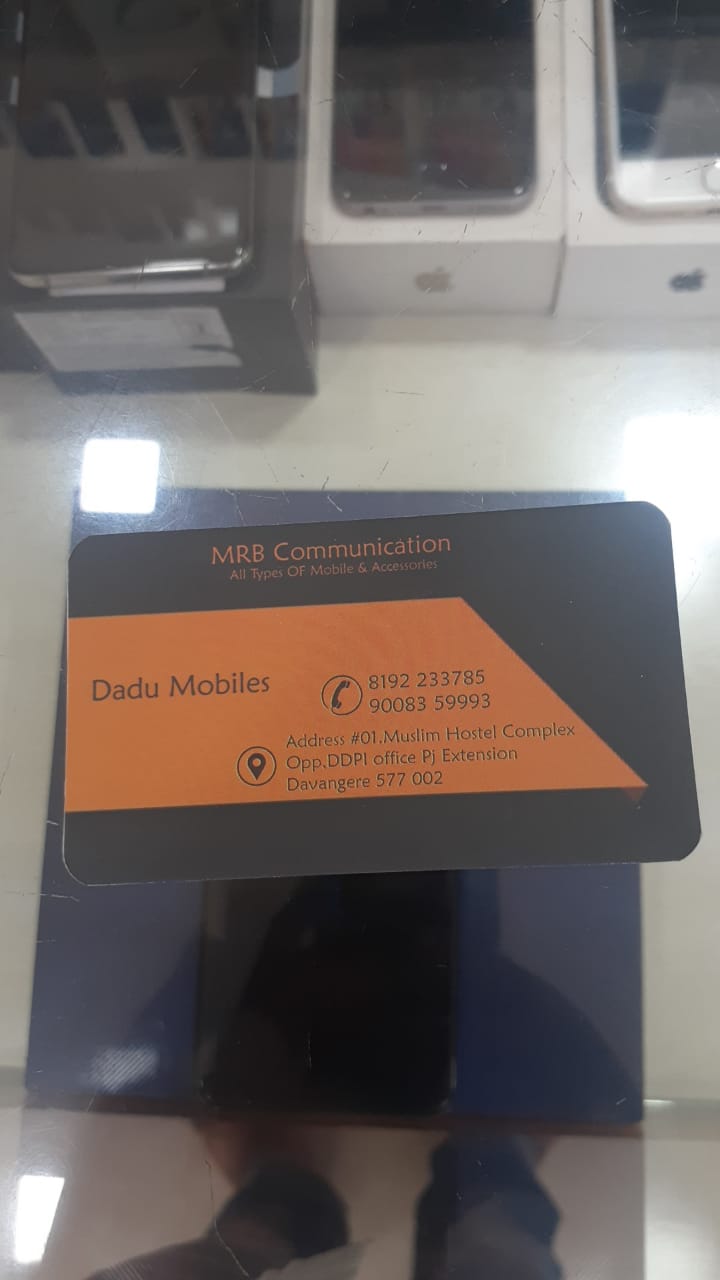 MRB Communication
All Types OF Mobile & Accessories
Dadu Mobiles
8192 233785
90083 59993
Address #01,Muslim Hostel Complex
Opp,DDPI office Pj Extension
Davangere 577 002